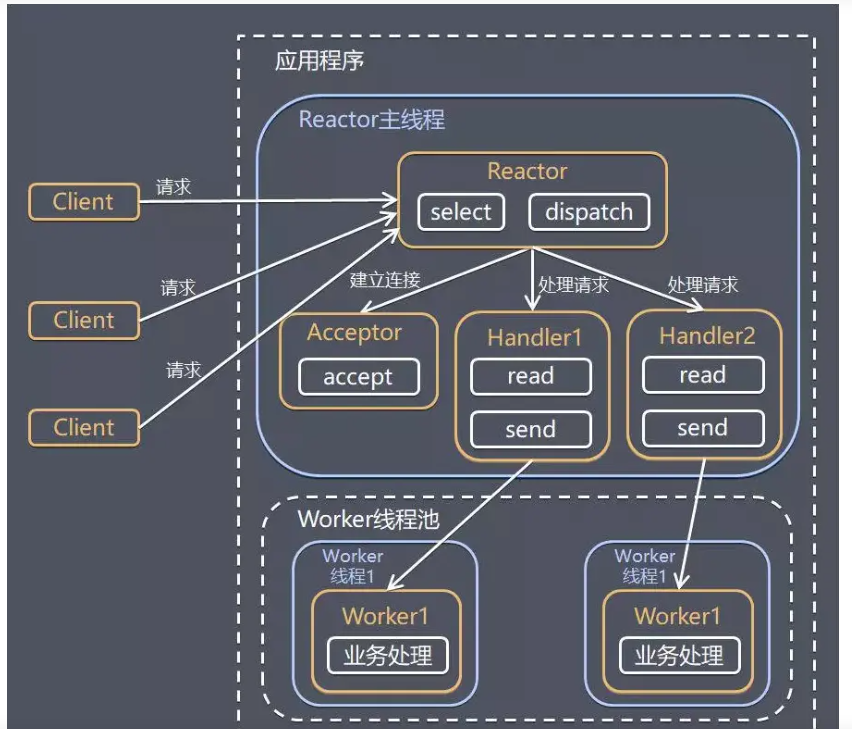 应用程序
Reactor主线程
Reactor
select
dispatch
Client
请求
Client
请求
Client
请求
建立连接
处理请求
处理请求
Acceptor
accept
Handler1
read
send
Handler2
read
send
Worker线程池
Worker
线程1
Worker1
业务处理
Worker
线程1
Worker1
业务处理